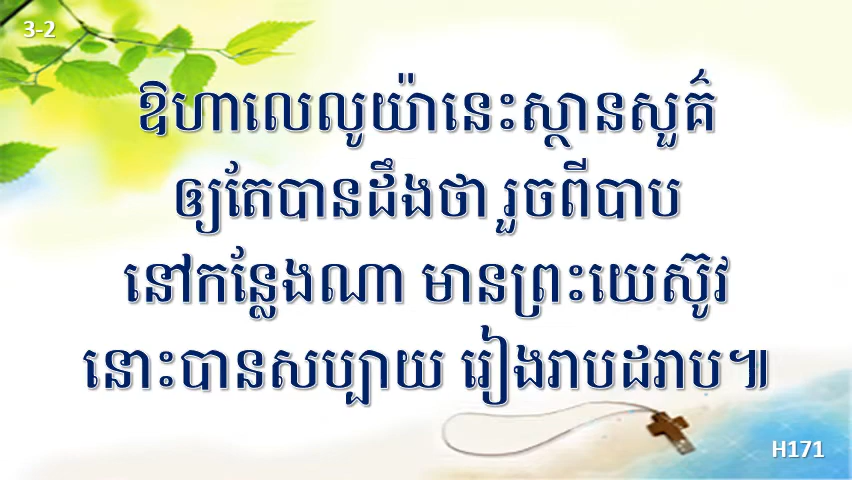 3-2
ឱហាលេលូយ៉ានេះស្ថានសួគ៌
ឲ្យតែបានដឹងថា រួចពីបាប
នៅកន្លែងណា មានព្រះយេស៊ូវ
នោះបានសប្បាយ រៀងរាបដរាប៕
H171